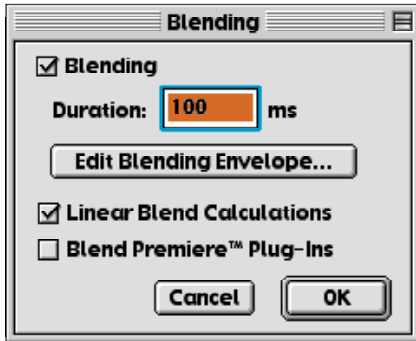 Blending
Blending
Duration: 100 ms
Edit Blending Envelope...
Linear Blend Calculations
Blend Premiere™ Plug-Ins
Cancel OK